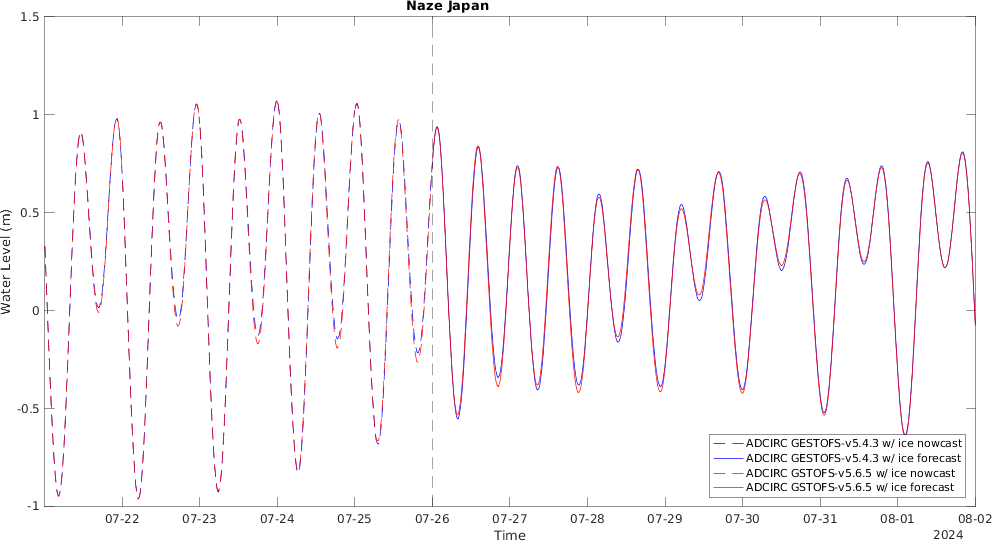 Naze Japan
1.5
1
0.5
0
-0.5
-1
Water Level (m)
07-22 07-23 07-24 07-25 07-26 07-27 07-28 07-29 07-30 07-31 08-01 08-02
Time
2024
ADCIRC GESTOFS-v5.4.3 w/ ice nowcast
ADCIRC GESTOFS-v5.4.3 w/ ice forecast
ADCIRC GSTOFS-v5.6.5 w/ ice nowcast
ADCIRC GSTOFS-v5.6.5 w/ ice forecast